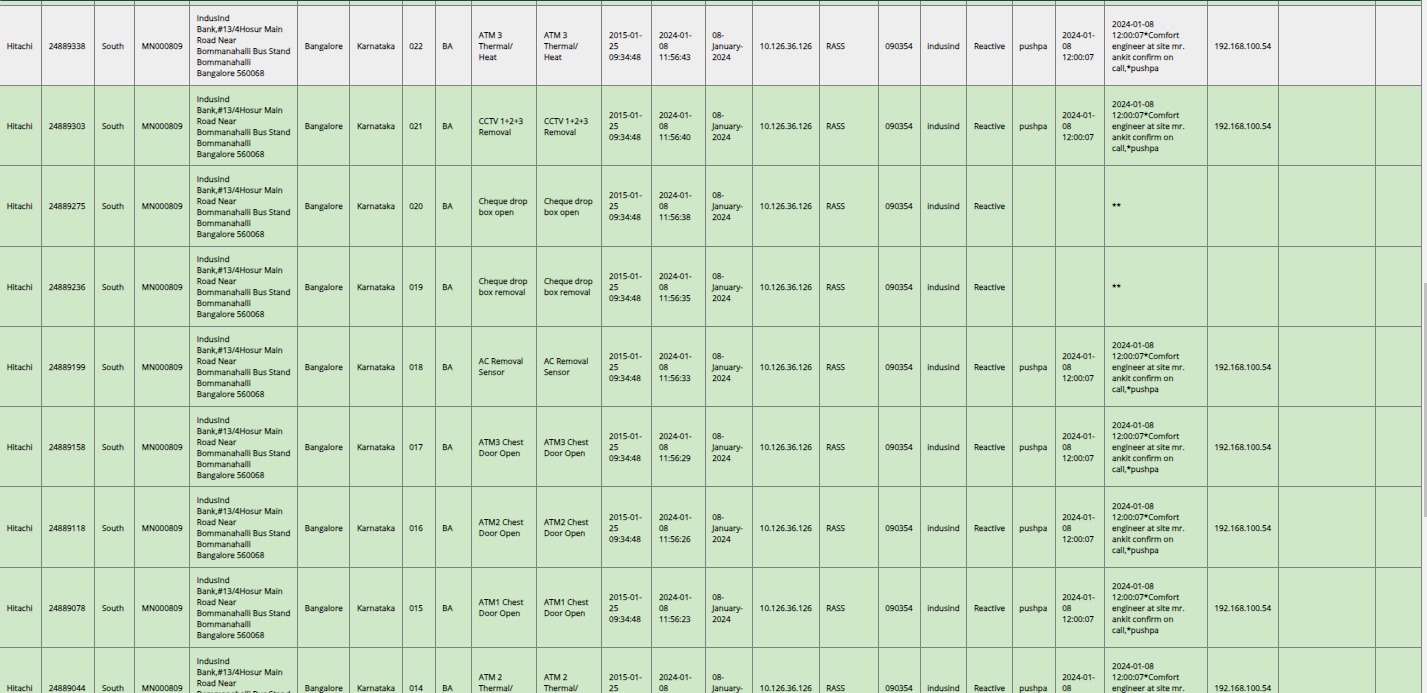 Hitachi 24889338 South MN000809 IndusInd Bank,#13/4Hosur Main Road Near Bommanahalli Bus Stand Bommanahalli Bangalore 560068 Bangalore Karnataka 022 BA ATM 3 Thermal/ Heat ATM 3 Thermal/ Heat 2015-01-25 09:34:48 2024-01-08 11:56:43 08-January-2024 10.126.36.126 RASS 090354 indusind Reactive pushpa 2024-01-08 12:00:07 2024-01-08 12:00:07*Comfort engineer at site mr. ankit confirm on call,*pushpa 192.168.100.54
Hitachi 24889303 South MN000809 IndusInd Bank,#13/4Hosur Main Road Near Bommanahalli Bus Stand Bommanahalli Bangalore 560068 Bangalore Karnataka 021 BA CCTV 1+2+3 Removal CCTV 1+2+3 Removal 2015-01-25 09:34:48 2024-01-08 11:56:40 08-January-2024 10.126.36.126 RASS 090354 indusind Reactive pushpa 2024-01-08 12:00:07 2024-01-08 12:00:07*Comfort engineer at site mr. ankit confirm on call,*pushpa 192.168.100.54
Hitachi 24889275 South MN000809 IndusInd Bank,#13/4Hosur Main Road Near Bommanahalli Bus Stand Bommanahalli Bangalore 560068 Bangalore Karnataka 020 BA Cheque drop box open Cheque drop box open 2015-01-25 09:34:48 2024-01-08 11:56:38 08-January-2024 10.126.36.126 RASS 090354 indusind Reactive **
Hitachi 24889236 South MN000809 IndusInd Bank,#13/4Hosur Main Road Near Bommanahalli Bus Stand Bommanahalli Bangalore 560068 Bangalore Karnataka 019 BA Cheque drop box removal Cheque drop box removal 2015-01-25 09:34:48 2024-01-08 11:56:35 08-January-2024 10.126.36.126 RASS 090354 indusind Reactive **
Hitachi 24889199 South MN000809 IndusInd Bank,#13/4Hosur Main Road Near Bommanahalli Bus Stand Bommanahalli Bangalore 560068 Bangalore Karnataka 018 BA AC Removal Sensor AC Removal Sensor 2015-01-25 09:34:48 2024-01-08 11:56:33 08-January-2024 10.126.36.126 RASS 090354 indusind Reactive pushpa 2024-01-08 12:00:07 2024-01-08 12:00:07*Comfort engineer at site mr. ankit confirm on call,*pushpa 192.168.100.54
Hitachi 24889158 South MN000809 IndusInd Bank,#13/4Hosur Main Road Near Bommanahalli Bus Stand Bommanahalli Bangalore 560068 Bangalore Karnataka 017 BA ATM3 Chest Door Open ATM3 Chest Door Open 2015-01-25 09:34:48 2024-01-08 11:56:29 08-January-2024 10.126.36.126 RASS 090354 indusind Reactive pushpa 2024-01-08 12:00:07 2024-01-08 12:00:07*Comfort engineer at site mr. ankit confirm on call,*pushpa 192.168.100.54
Hitachi 24889118 South MN000809 IndusInd Bank,#13/4Hosur Main Road Near Bommanahalli Bus Stand Bommanahalli Bangalore 560068 Bangalore Karnataka 016 BA ATM2 Chest Door Open ATM2 Chest Door Open 2015-01-25 09:34:48 2024-01-08 11:56:26 08-January-2024 10.126.36.126 RASS 090354 indusind Reactive pushpa 2024-01-08 12:00:07 2024-01-08 12:00:07*Comfort engineer at site mr. ankit confirm on call,*pushpa 192.168.100.54
Hitachi 24889078 South MN000809 IndusInd Bank,#13/4Hosur Main Road Near Bommanahalli Bus Stand Bommanahalli Bangalore 560068 Bangalore Karnataka 015 BA ATM1 Chest Door Open ATM1 Chest Door Open 2015-01-25 09:34:48 2024-01-08 11:56:23 08-January-2024 10.126.36.126 RASS 090354 indusind Reactive pushpa 2024-01-08 12:00:07 2024-01-08 12:00:07*Comfort engineer at site mr. ankit confirm on call,*pushpa 192.168.100.54
Hitachi 24889044 South MN000809 IndusInd Bank,#13/4Hosur Main Road Near Bangalore Karnataka 014 BA ATM 2 Thermal/ ATM 2 Thermal/ 2015-01-25 2024-01-08 08-January- 10.126.36.126 RASS 090354 indusind Reactive pushpa 2024-01-08 2024-01-08 12:00:07*Comfort engineer at site mr. 192.168.100.54